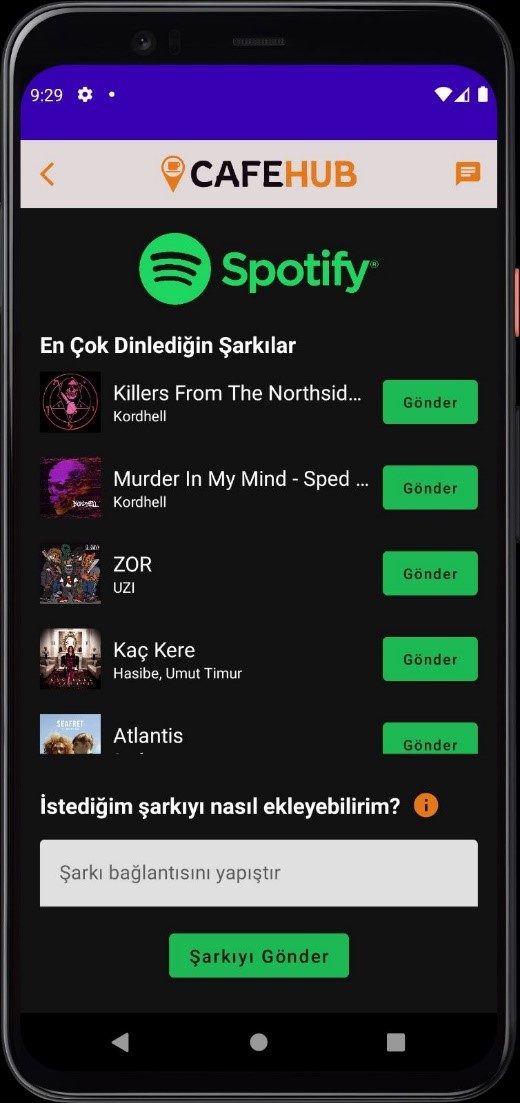 9:29
CAFEHUB
Spotify®
En Çok Dinlediğin Şarkılar
Killers From The Northsid...
Kordhell
Gönder
Murder In My Mind - Sped ...
Kordhell
Gönder
ZOR
UZI
Gönder
Kaç Kere
Hasibe, Umut Timur
Gönder
SEAFRET
Atlantis
Gönder
İstediğim şarkıyı nasıl ekleyebilirim?
Şarkı bağlantısını yapıştır
Şarkıyı Gönder